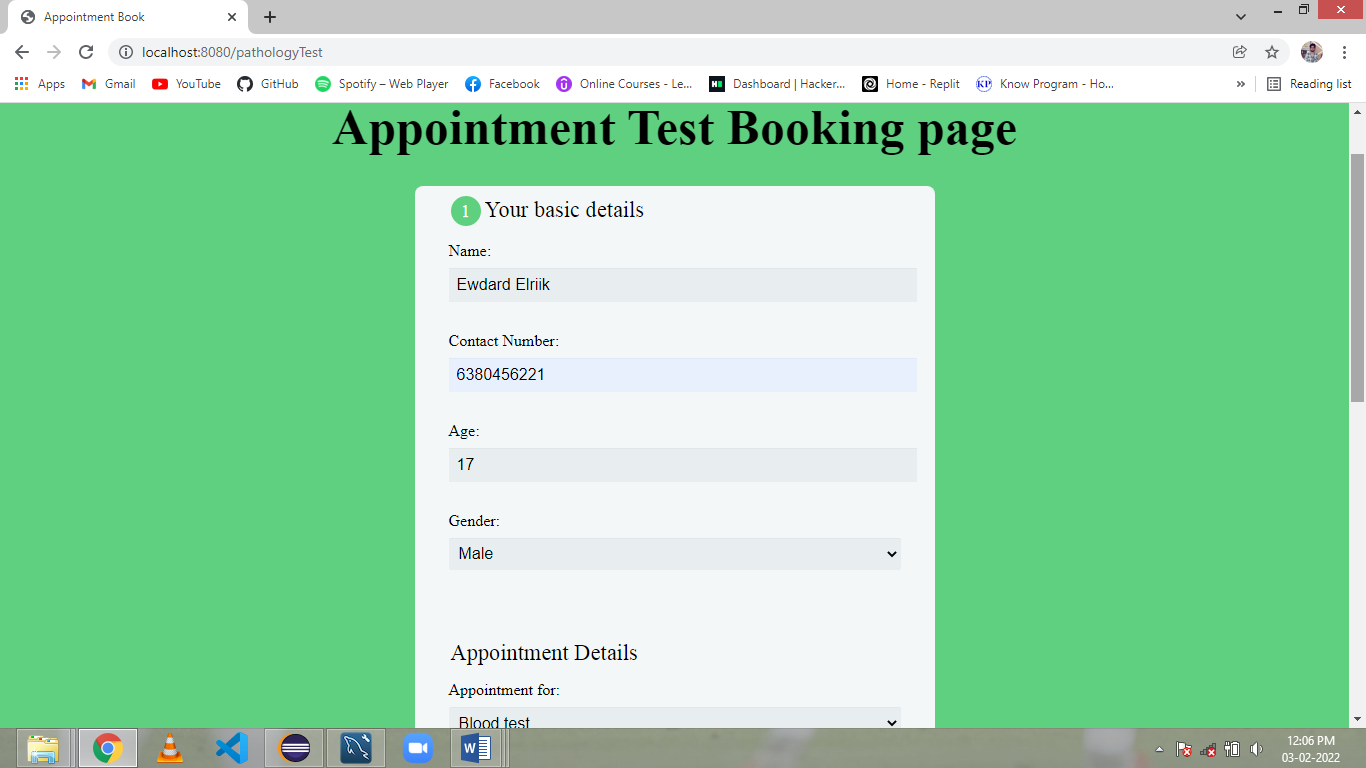 Appointment Book
localhost:8080/pathologyTest
Apps Gmail YouTube GitHub Spotify – Web Player Facebook Online Courses - Le... Dashboard | Hacker... Home - Replit KP Know Program - Ho... » Reading list
Appointment Test Booking page
1 Your basic details
Name:
Ewdard Elriik
Contact Number:
6380456221
Age:
17
Gender:
Male
Appointment Details
Appointment for:
Blood test
12:06 PM
03-02-2022